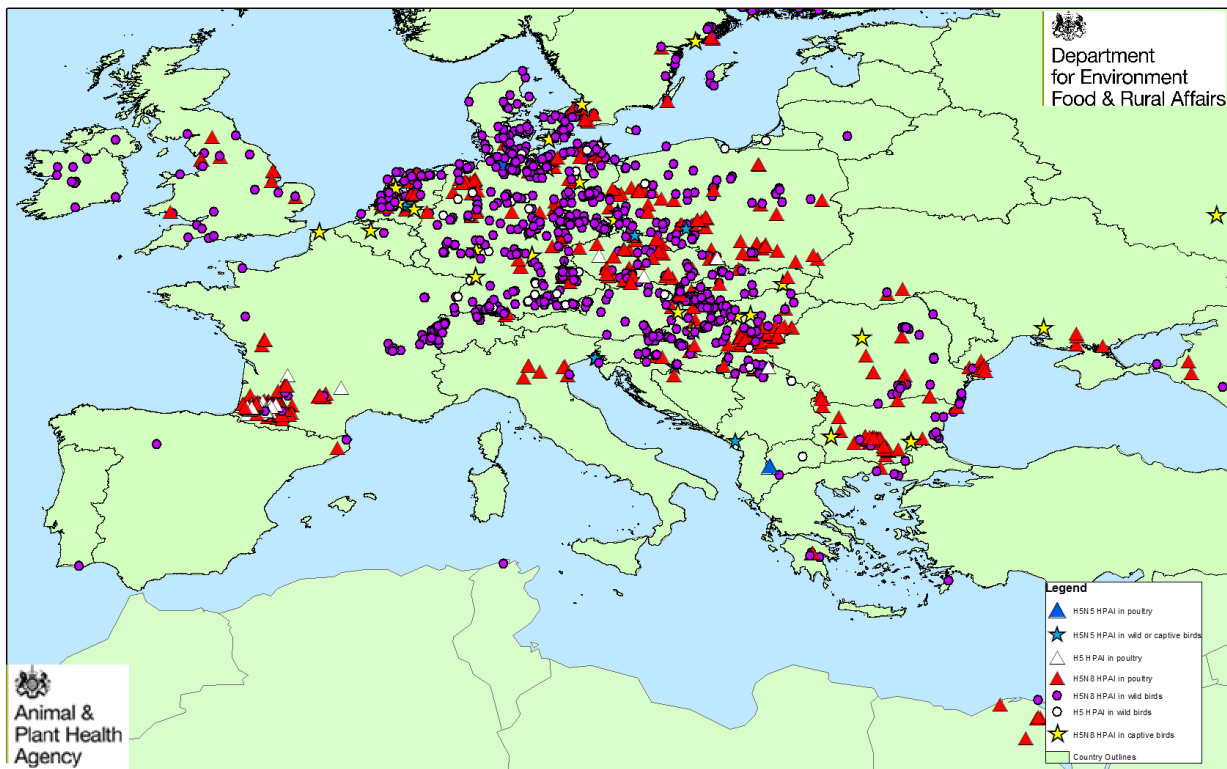 Department
for Environment
Food & Rural Affairs
Legend
H5N5 HPAI in poultry
H5N5 HPAI in wild or captive birds
H5 HPAI in poultry
H5N8 HPAI in poultry
H5N8 HPAI in wild birds
H5 HPAI in wild birds
H5N8 HPAI in captive birds
Country Outlines
Animal &
Plant Health
Agency